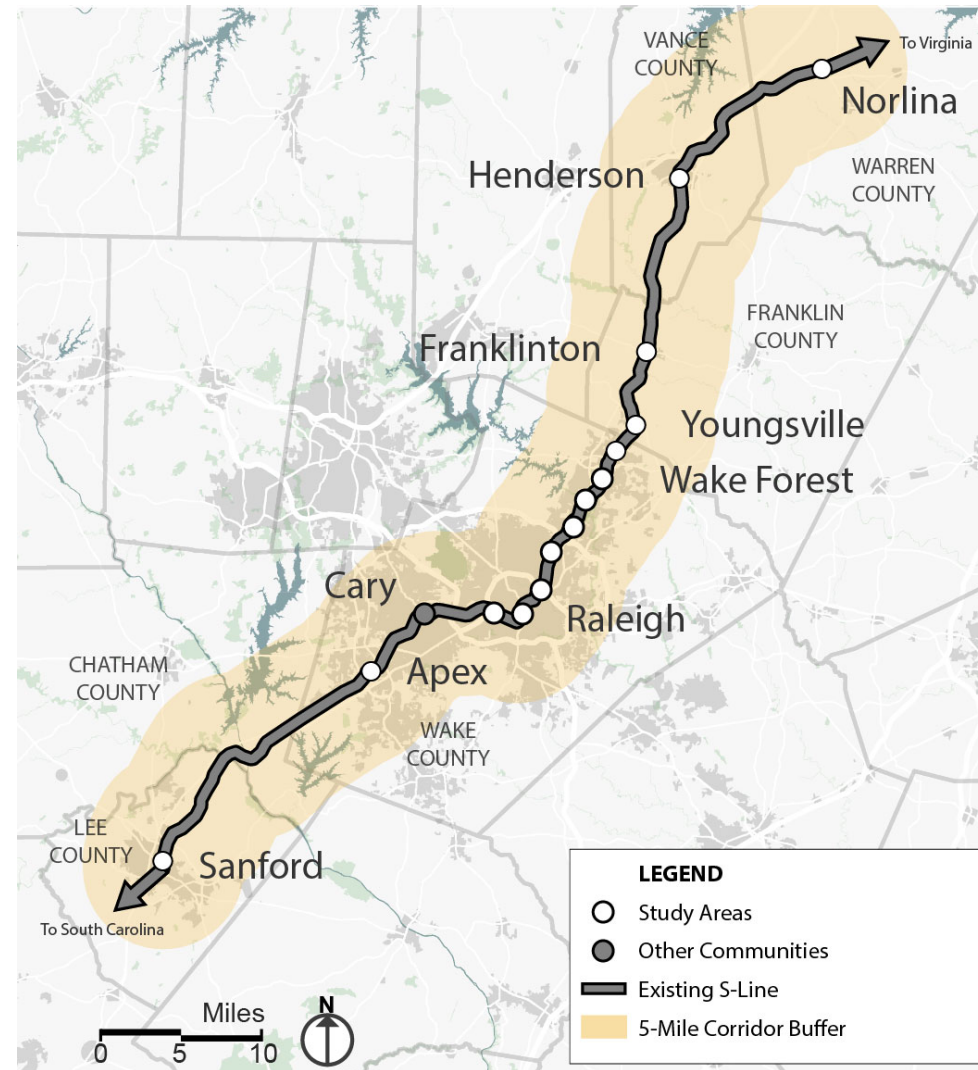 VANCE
COUNTY
To Virginia
Norlina
Henderson
WARREN
COUNTY
FRANKLIN
COUNTY
Franklinton
Youngsville
Wake Forest
Cary
Raleigh
CHATHAM
COUNTY
Apex
WAKE
COUNTY
LEE
COUNTY
Sanford
To South Carolina
LEGEND
Study Areas
Other Communities
Existing S-Line
5-Mile Corridor Buffer
Miles
0 5 10
N